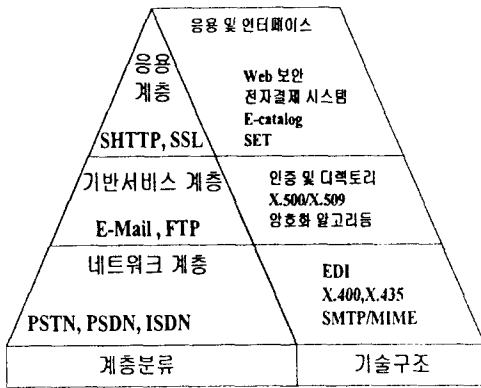 응용 및 인터페이스
응용
계층
Web 보안
전자결제 시스템
E-catalog
SET
SHTTP, SSL
기반서비스 계층
인증 및 디렉토리
X.500/X.509
암호화 알고리듬
E-Mail , FTP
네트워크 계층
EDI
X.400,X.435
SMTP/MIME
PSTN, PSDN, ISDN
계층분류
기술구조